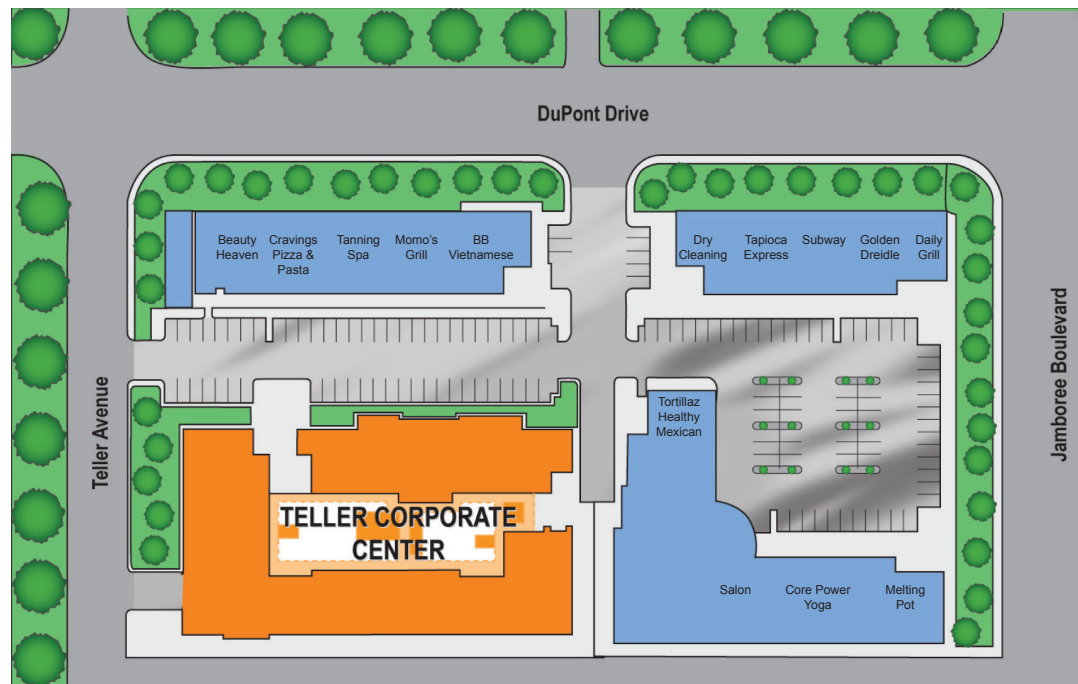 DuPont Drive
Beauty
Heaven
Cravings
Pizza &
Pasta
Tanning
Spa
Momo's
Grill
BB
Vietnamese
Dry
Cleaning
Tapioca
Express
Subway
Golden
Dreidle
Daily
Grill
Teller Avenue
Jamboree Boulevard
Tortillaz
Healthy
Mexican
TELLER CORPORATE
CENTER
Salon
Core Power
Yoga
Melting
Pot